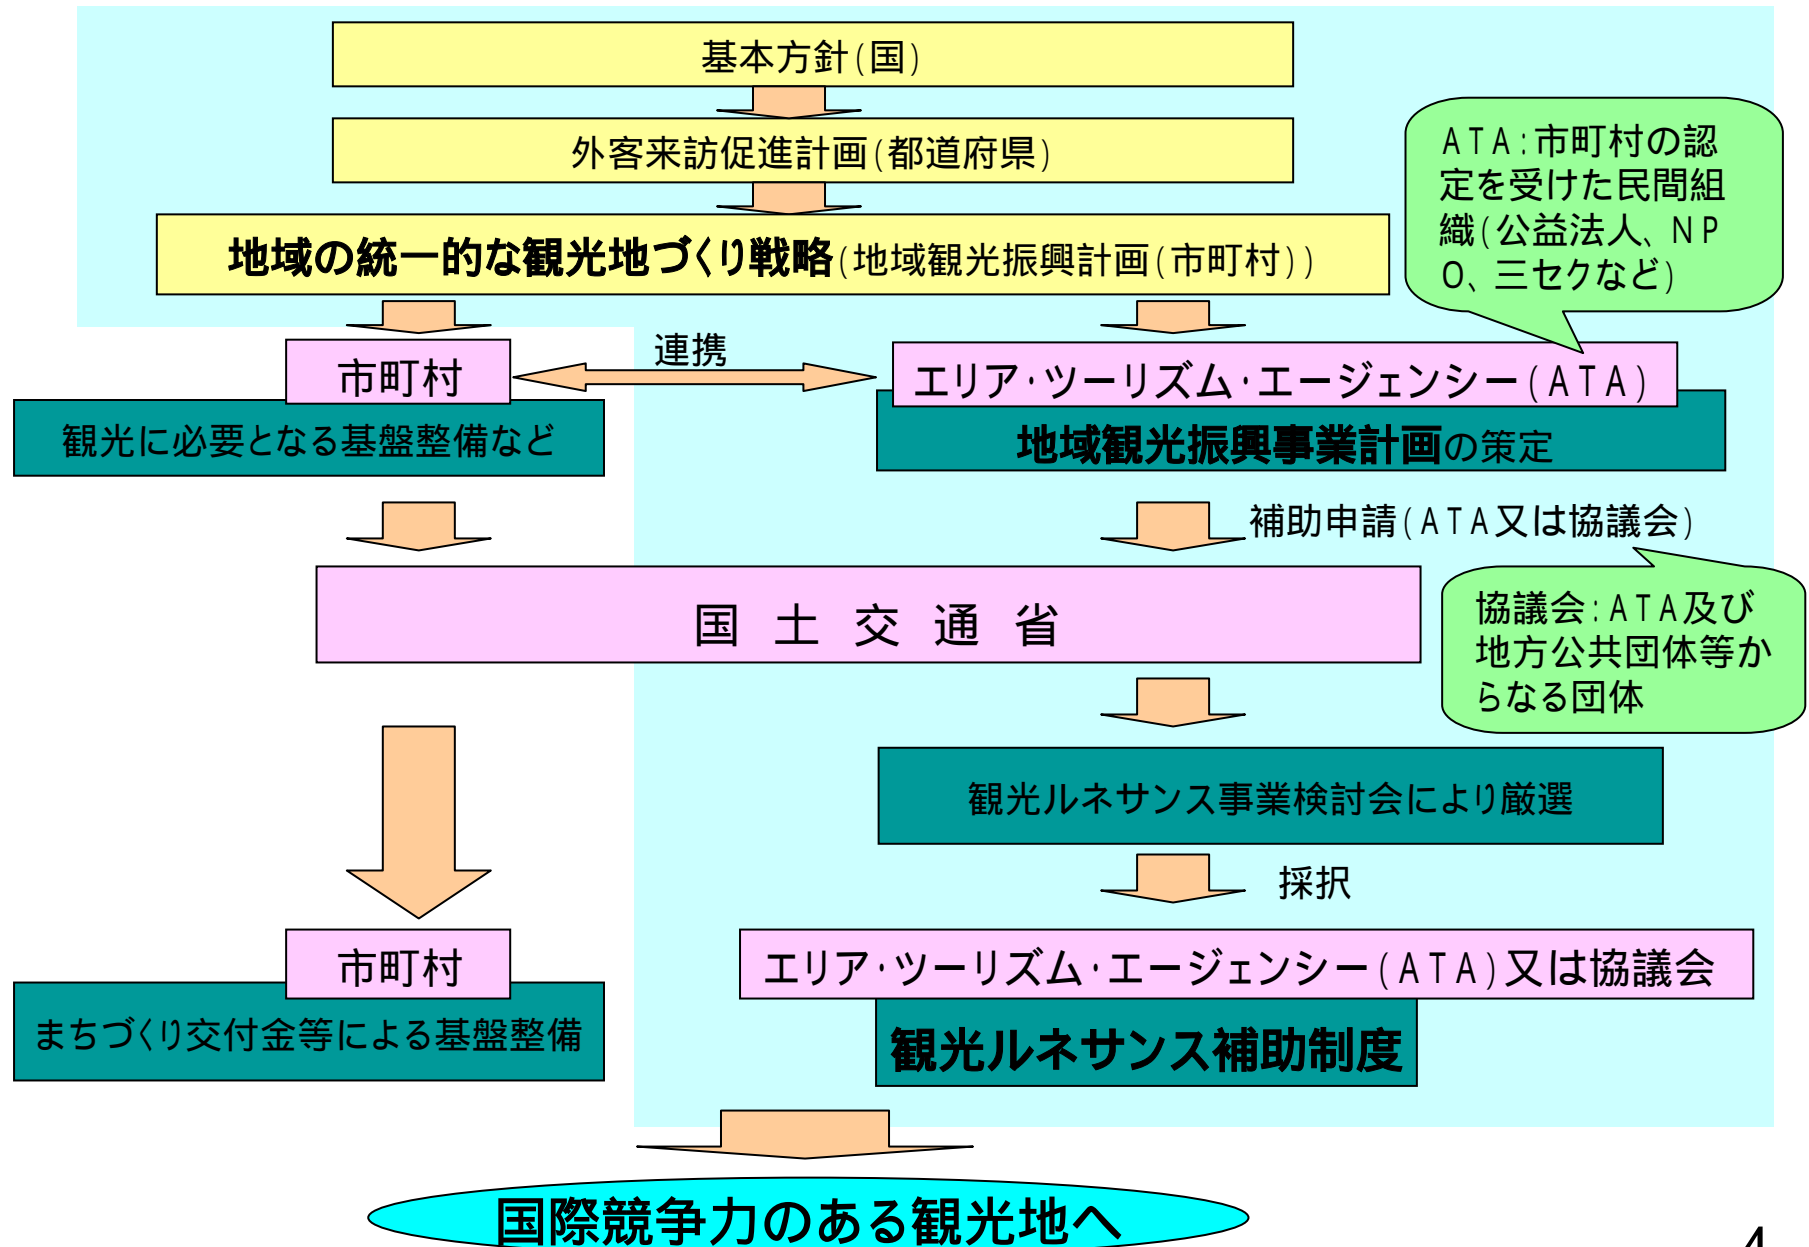 基本方針(国)
外客来訪促進計画(都道府県)
地域の統一的な観光地づくり戦略(地域観光振興計画(市町村))
ATA:市町村の認
定を受けた民間組
織(公益法人、NP
O、三セクなど)
市町村
連携
エリア・ツーリズム・エージェンシー(ATA)
観光に必要となる基盤整備など
地域観光振興事業計画の策定
補助申請(ATA又は協議会)
国土交通省
協議会:ATA及び
地方公共団体等か
らなる団体
観光ルネサンス事業検討会により厳選
採択
市町村
エリア・ツーリズム・エージェンシー(ATA)又は協議会
まちづくり交付金等による基盤整備
観光ルネサンス補助制度
国際競争力のある観光地へ
4